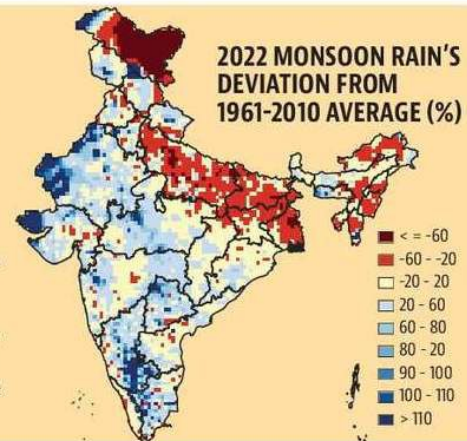 2022 MONSOON RAIN'S
DEVIATION FROM
1961-2010 AVERAGE (%)
< = -60
-60 - -20
-20 - 20
20 - 60
60 - 80
80 - 20
90 - 100
100 - 110
> 110